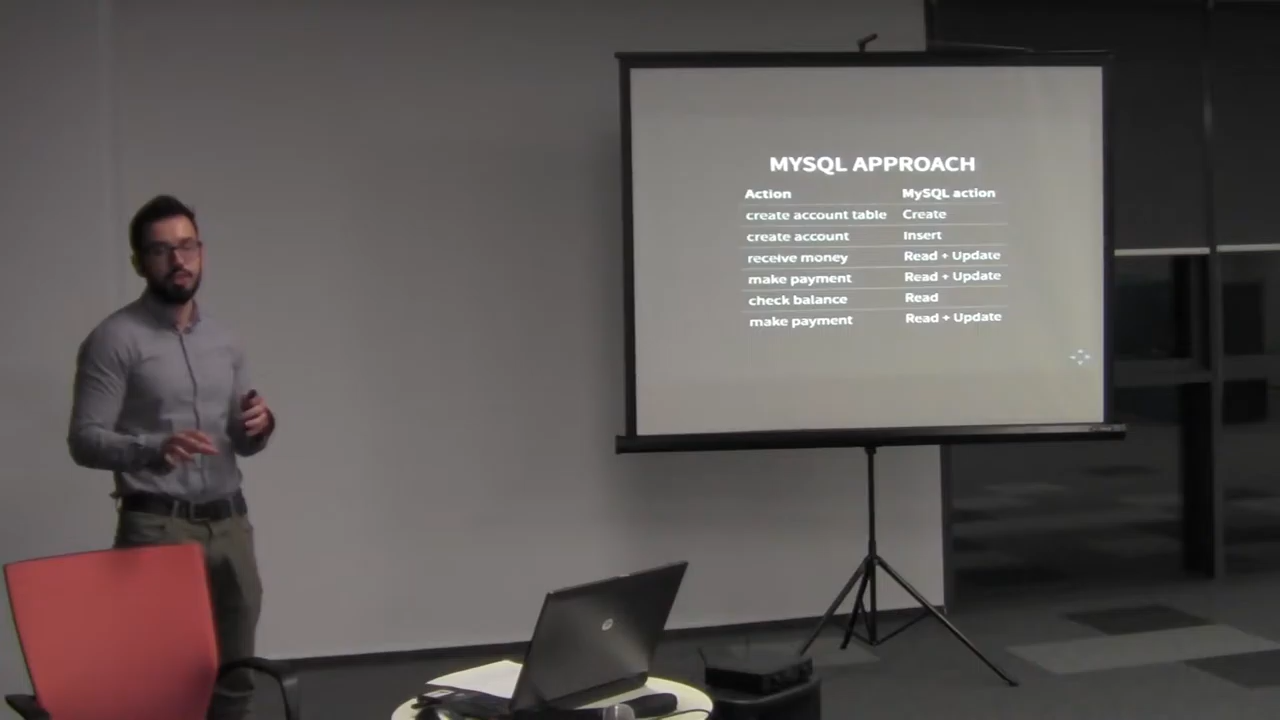 MYSQL APPROACH
Action MySQL action
create account table Create
create account Insert
receive money Read + Update
make payment Read + Update
check balance Read
make payment Read + Update
hp